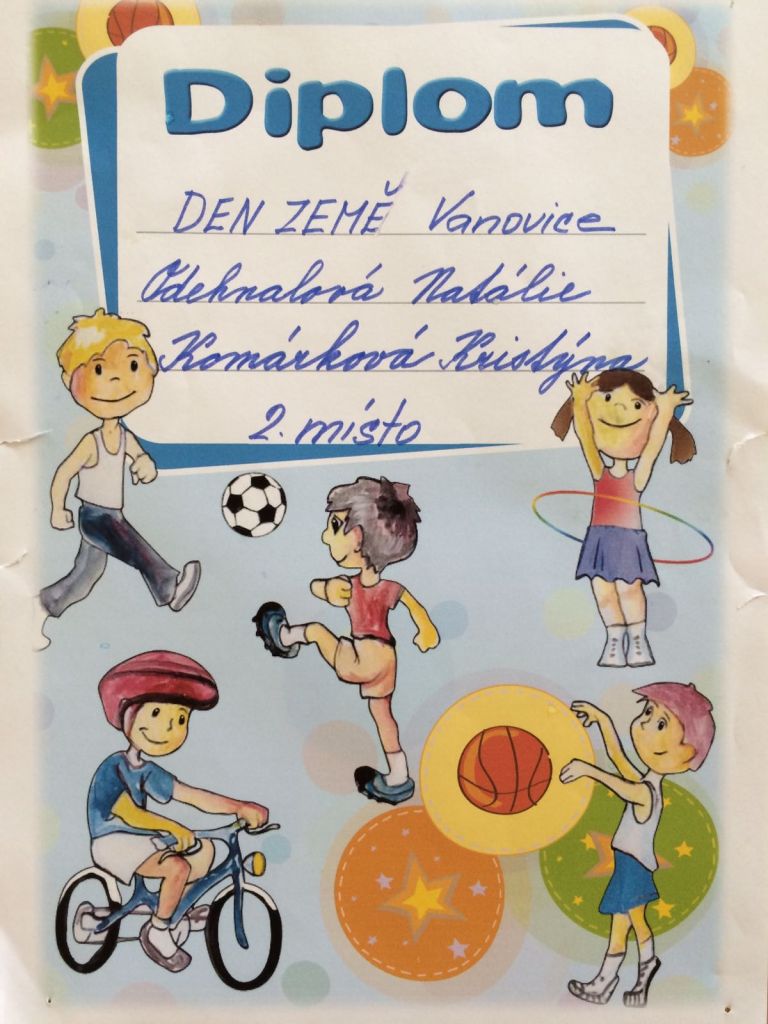 Diplom
DEN ZEMĚ Vanovice
Odehnalová Natálie
Komárková Kristýna
2. místo